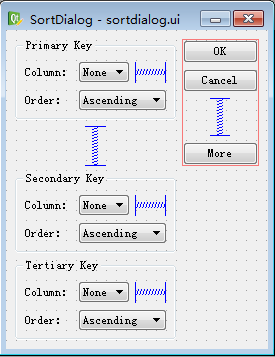 SortDialog - sortdialog.ui
Primary Key
Column: None
Order: Ascending
OK
Cancel
More
Secondary Key
Column: None
Order: Ascending
Tertiary Key
Column: None
Order: Ascending